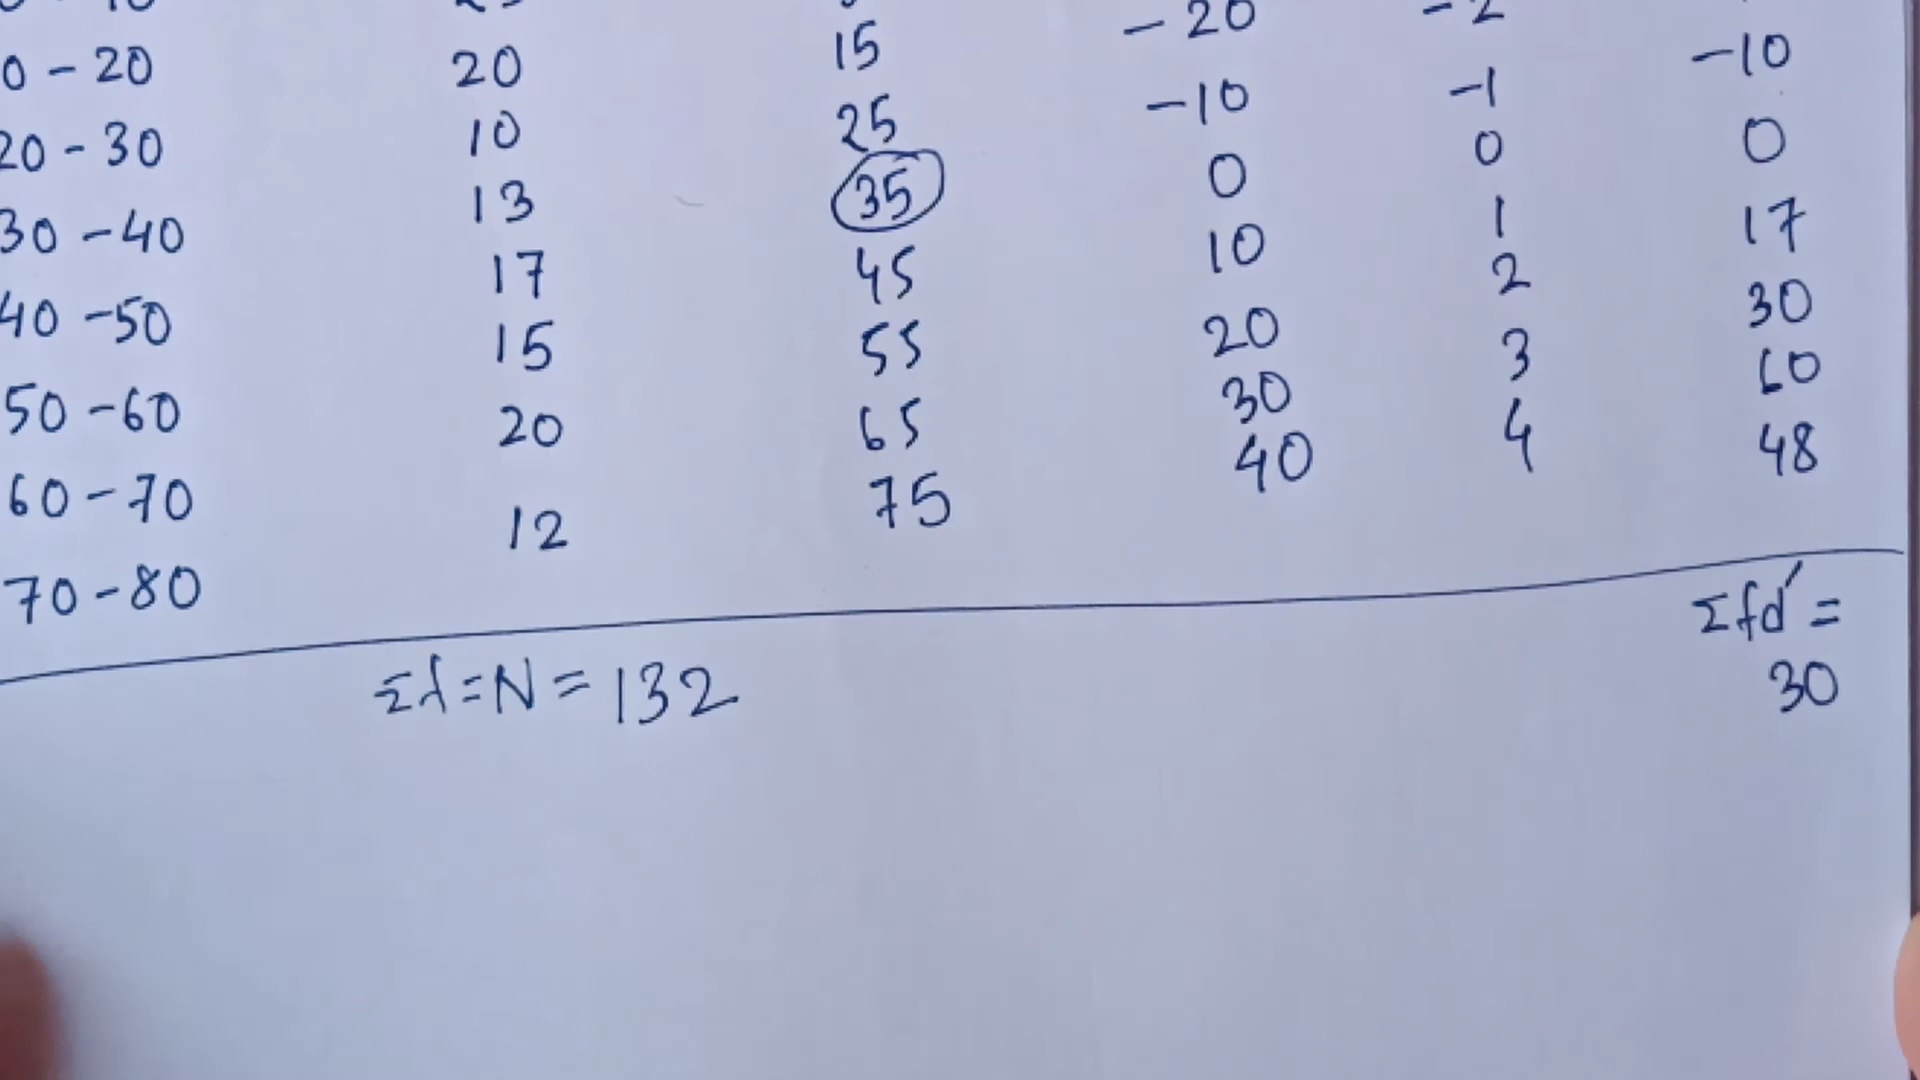 0 - 20 20 15 -20 -2 -10
20 - 30 10 25 -10 -1 0
30 - 40 13 35 0 0 17
40 - 50 17 45 10 1 30
50 - 60 15 55 20 2 60
60 - 70 20 65 30 3 48
70 - 80 12 75 40 4
Σf = N = 132 Σfd′ =
30